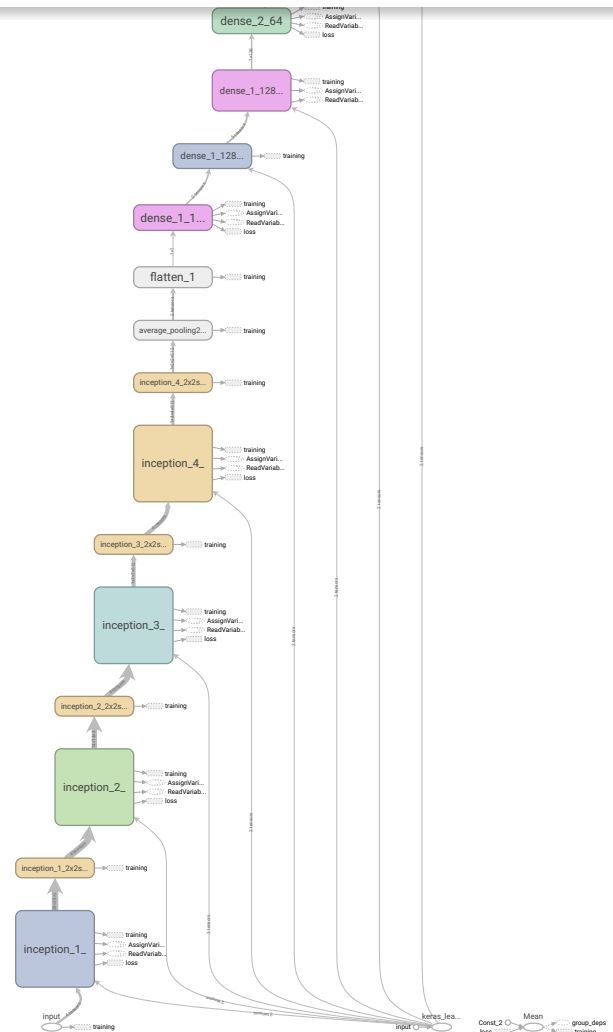 dense_2_64
AssignVari...
ReadVariab...
loss
dense_1_128...
training
AssignVari...
ReadVariab...
dense_1_128...
training
dense_1_1...
training
AssignVari...
ReadVariab...
loss
flatten_1
training
average_pooling2...
training
inception_4_2x2s...
training
inception_4_
training
AssignVari...
ReadVariab...
loss
inception_3_2x2s...
training
inception_3_
training
AssignVari...
ReadVariab...
loss
inception_2_2x2s...
training
inception_2_
training
AssignVari...
ReadVariab...
loss
inception_1_2x2s...
training
inception_1_
training
AssignVari...
ReadVariab...
loss
input
training
keras_lea...
input
Const_2
Mean
group_deps